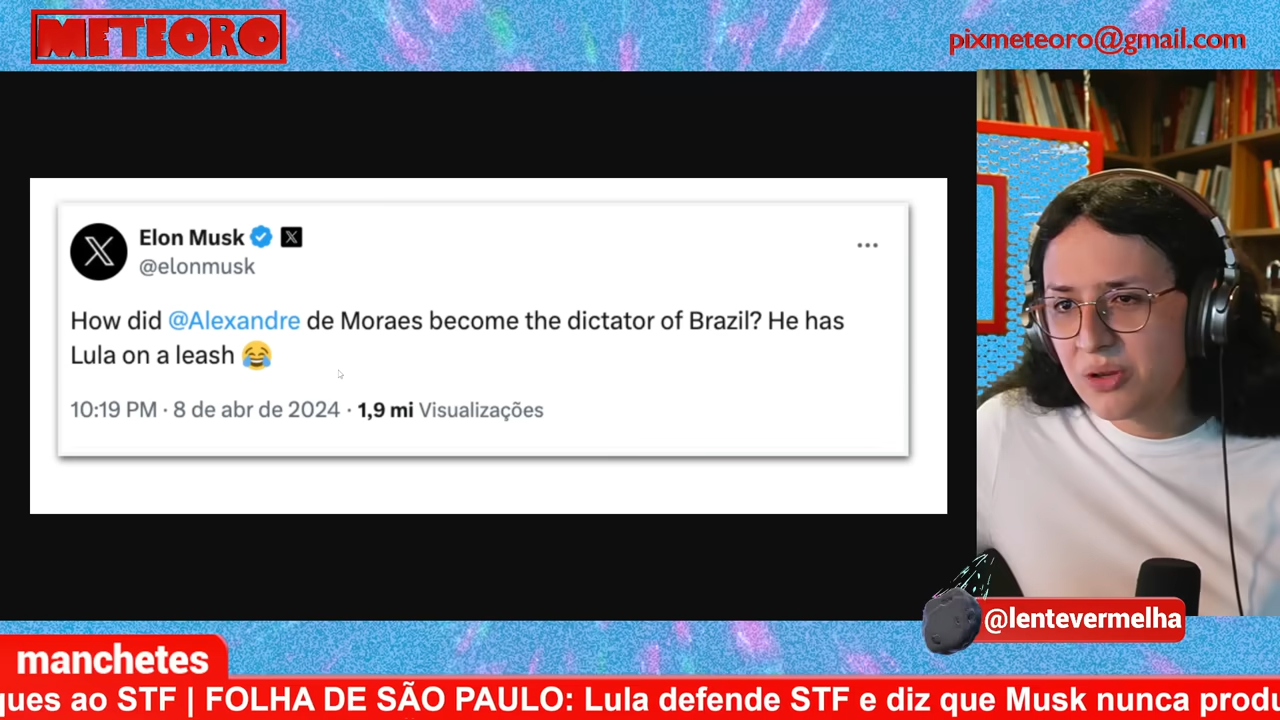 METEORO
pixmeteoro@gmail.com
Elon Musk
@elonmusk
How did @Alexandre de Moraes become the dictator of Brazil? He has
Lula on a leash 😂
10:19 PM · 8 de abr de 2024 · 1,9 mi Visualizações
@lentevermelha
manchetes
ques ao STF | FOLHA DE SÃO PAULO: Lula defende STF e diz que Musk nunca produ